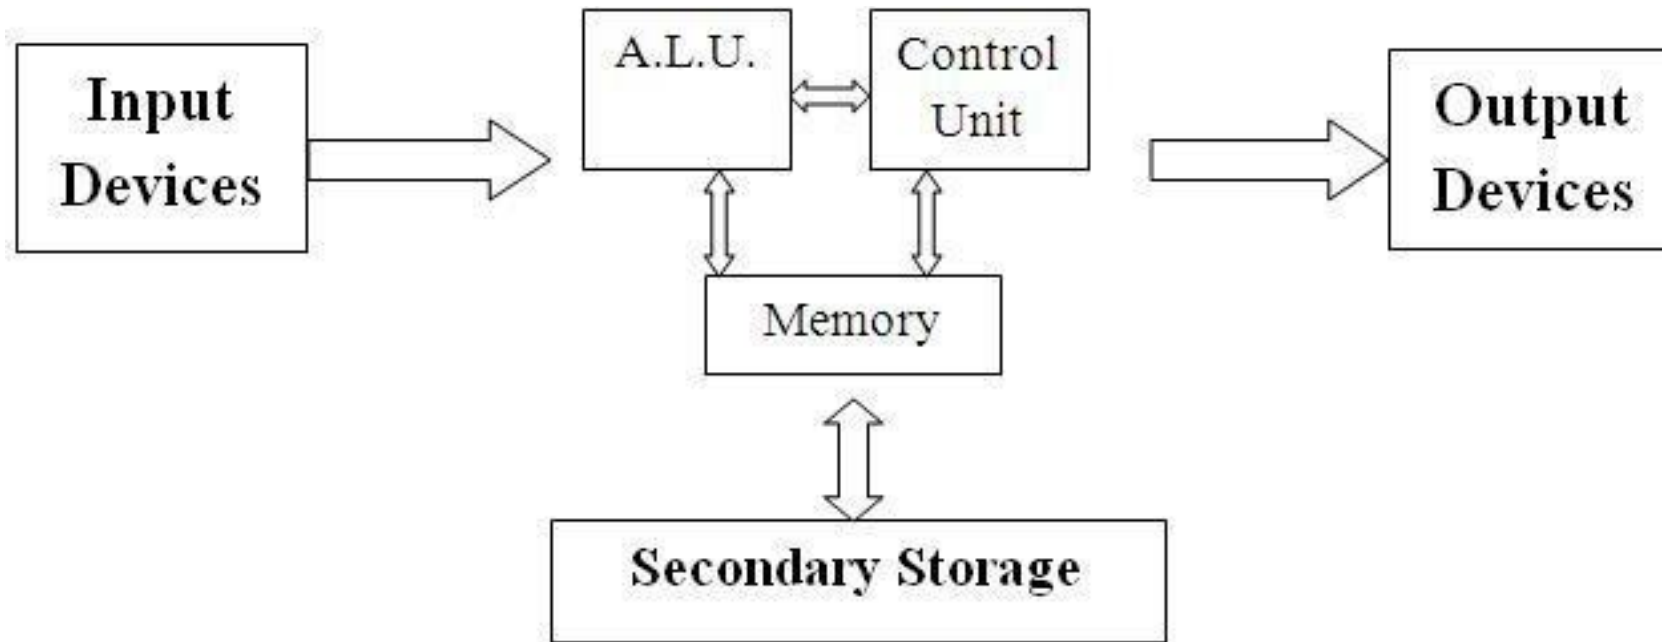 Input
Devices
A.L.U.
Control
Unit
Output
Devices
Memory
Secondary Storage